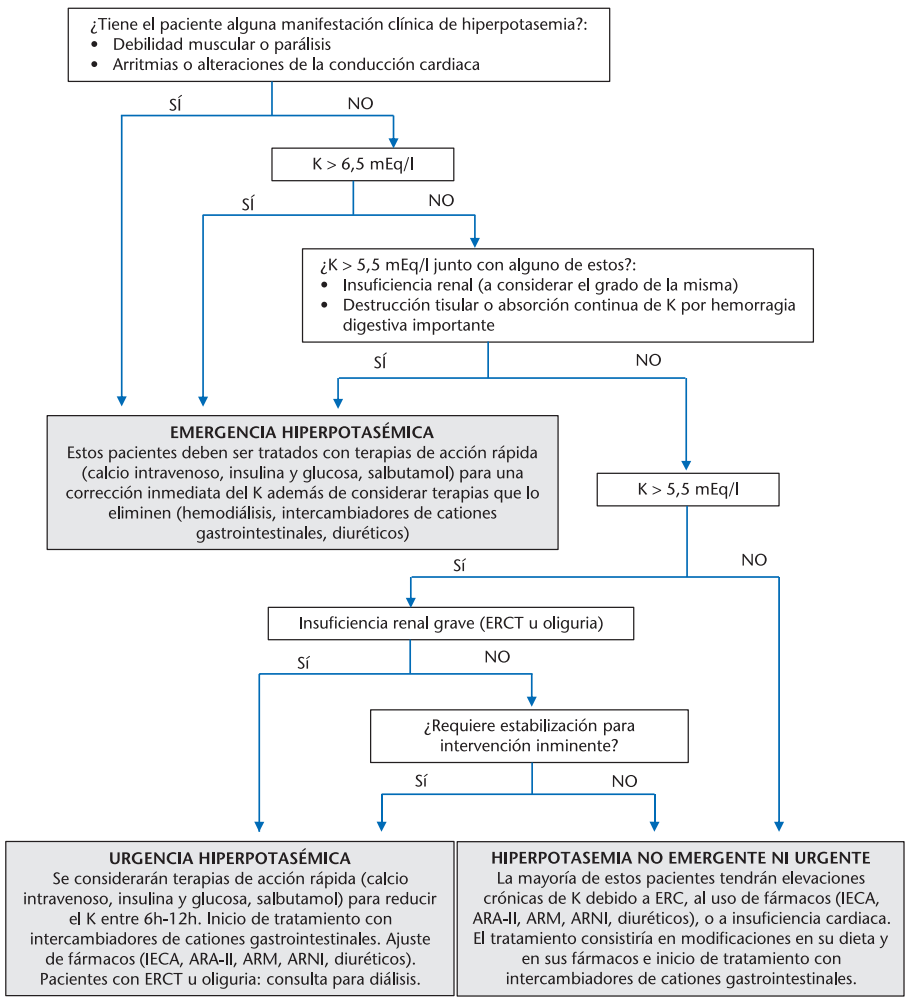 ¿Tiene el paciente alguna manifestación clínica de hiperpotasemia?:
• Debilidad muscular o parálisis
• Arritmias o alteraciones de la conducción cardiaca
SÍ
NO
K > 6,5 mEq/l
SÍ
NO
¿K > 5,5 mEq/l junto con alguno de estos?:
• Insuficiencia renal (a considerar el grado de la misma)
• Destrucción tisular o absorción continua de K por hemorragia
digestiva importante
SÍ
NO
EMERGENCIA HIPERPOTASÉMICA
Estos pacientes deben ser tratados con terapias de acción rápida
(calcio intravenoso, insulina y glucosa, salbutamol) para una
corrección inmediata del K además de considerar terapias que lo
eliminen (hemodiálisis, intercambiadores de cationes
gastrointestinales, diuréticos)
K > 5,5 mEq/l
Sí
NO
Insuficiencia renal grave (ERCT u oliguria)
Sí
NO
¿Requiere estabilización para
intervención inminente?
Sí
NO
URGENCIA HIPERPOTASÉMICA
Se considerarán terapias de acción rápida (calcio
intravenoso, insulina y glucosa, salbutamol) para reducir
el K entre 6h-12h. Inicio de tratamiento con
intercambiadores de cationes gastrointestinales. Ajuste
de fármacos (IECA, ARA-II, ARM, ARNI, diuréticos).
Pacientes con ERCT u oliguria: consulta para diálisis.
HIPERPOTASEMIA NO EMERGENTE NI URGENTE
La mayoría de estos pacientes tendrán elevaciones
crónicas de K debido a ERC, al uso de fármacos (IECA,
ARA-II, ARM, ARNI, diuréticos), o a insuficiencia cardiaca.
El tratamiento consistiría en modificaciones en su dieta y
en sus fármacos e inicio de tratamiento con
intercambiadores de cationes gastrointestinales.